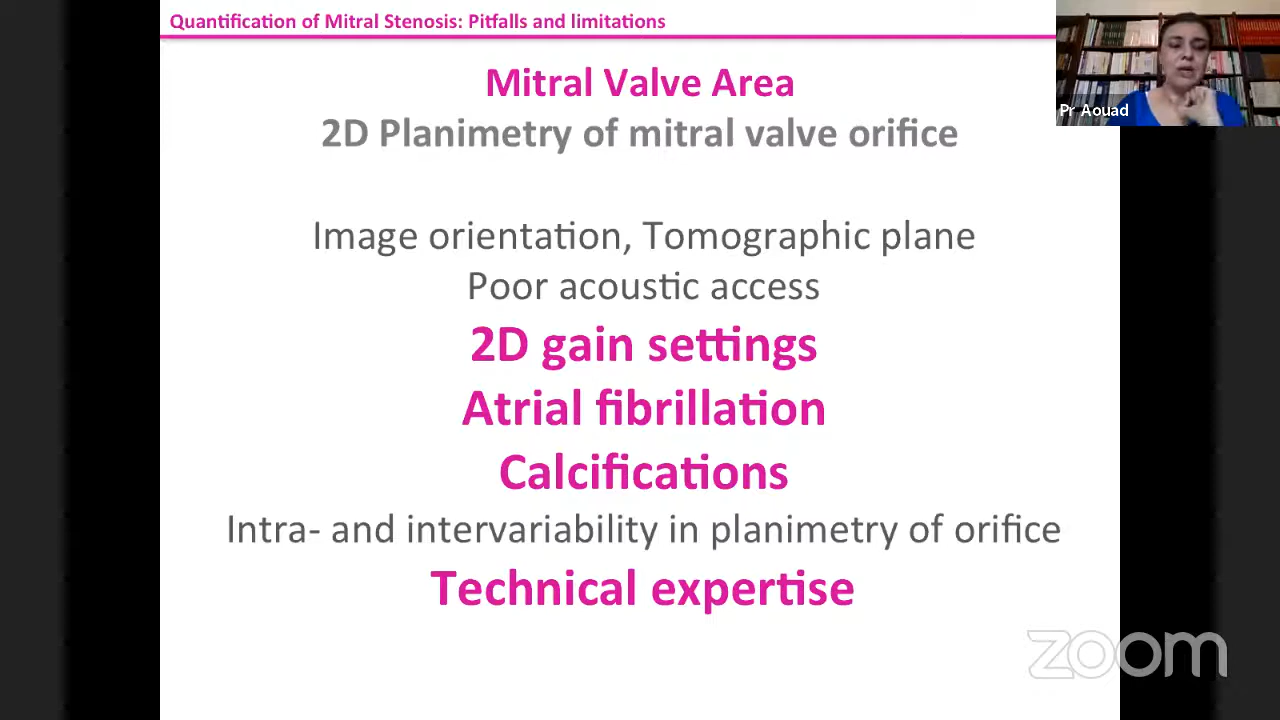 Quantification of Mitral Stenosis: Pitfalls and limitations
Pr Aouad
Mitral Valve Area
2D Planimetry of mitral valve orifice
Image orientation, Tomographic plane
Poor acoustic access
2D gain settings
Atrial fibrillation
Calcifications
Intra- and intervariability in planimetry of orifice
Technical expertise
zoom